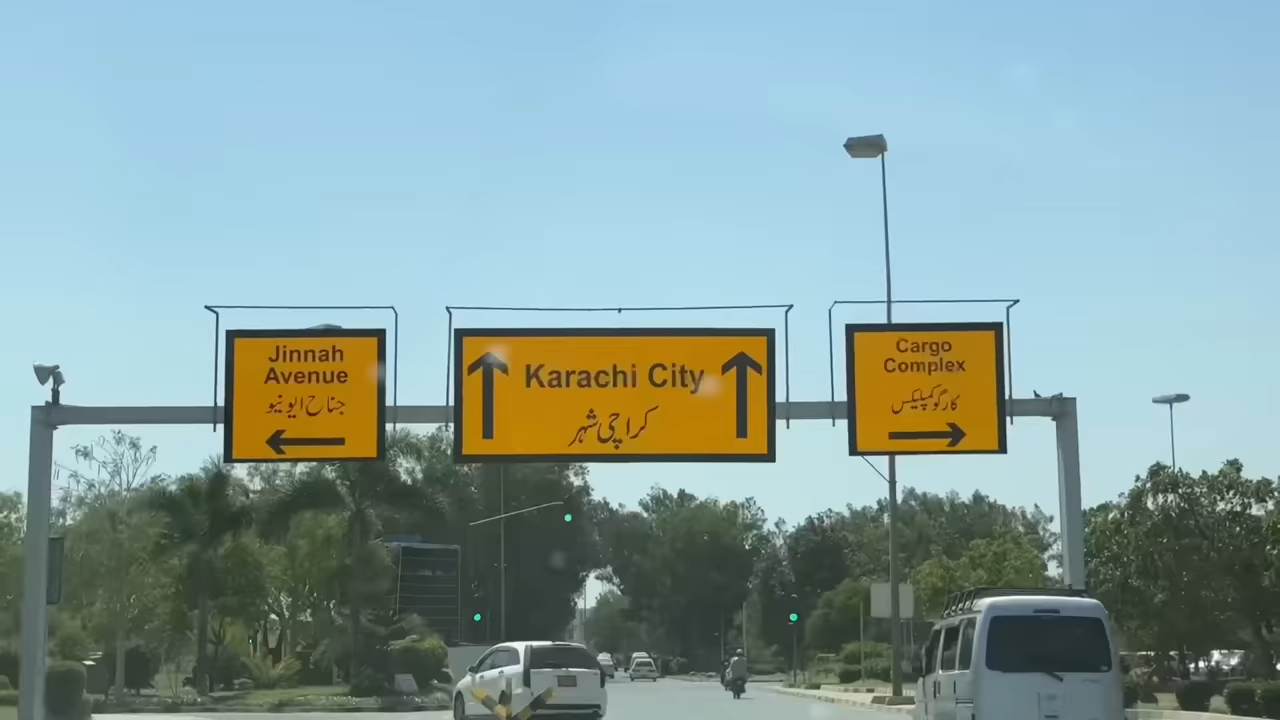 Jinnah
Avenue
جناح ایونیو
Karachi City
کراچی شہر
Cargo
Complex
کارگو کمپلیکس